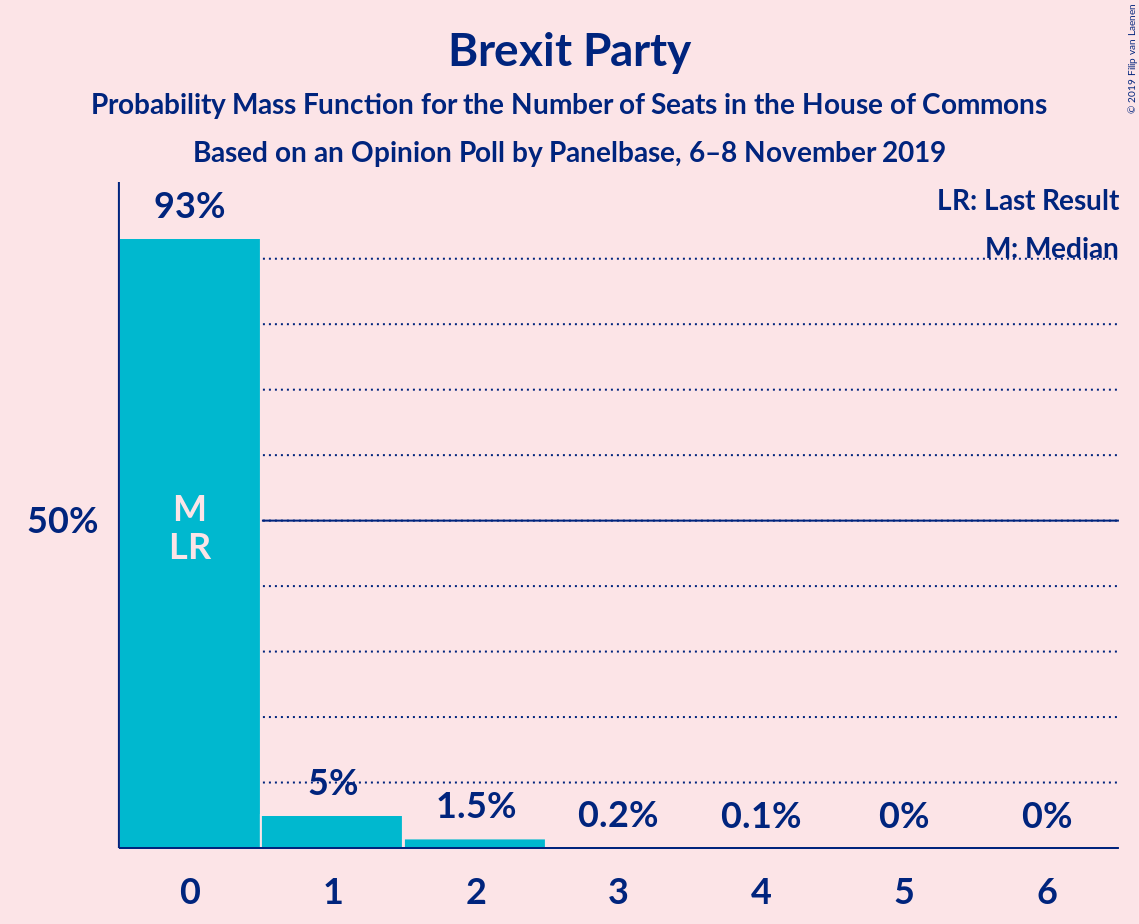 Brexit Party
Probability Mass Function for the Number of Seats in the House of Commons
Based on an Opinion Poll by Panelbase, 6–8 November 2019
© 2019 Filip van Laenen
LR: Last Result
M: Median
93%
50%
M
LR
5%
1.5%
0.2%
0.1%
0%
0%
0 1 2 3 4 5 6